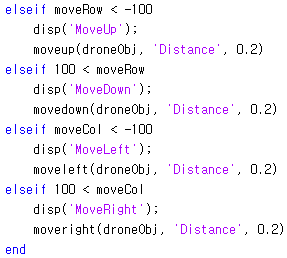 elseif moveRow < -100
    disp('MoveUp');
    moveup(droneObj, 'Distance', 0.2)
elseif 100 < moveRow
    disp('MoveDown');
    movedown(droneObj, 'Distance', 0.2)
elseif moveCol < -100
    disp('MoveLeft');
    moveleft(droneObj, 'Distance', 0.2)
elseif 100 < moveCol
    disp('MoveRight');
    moveright(droneObj, 'Distance', 0.2)
end